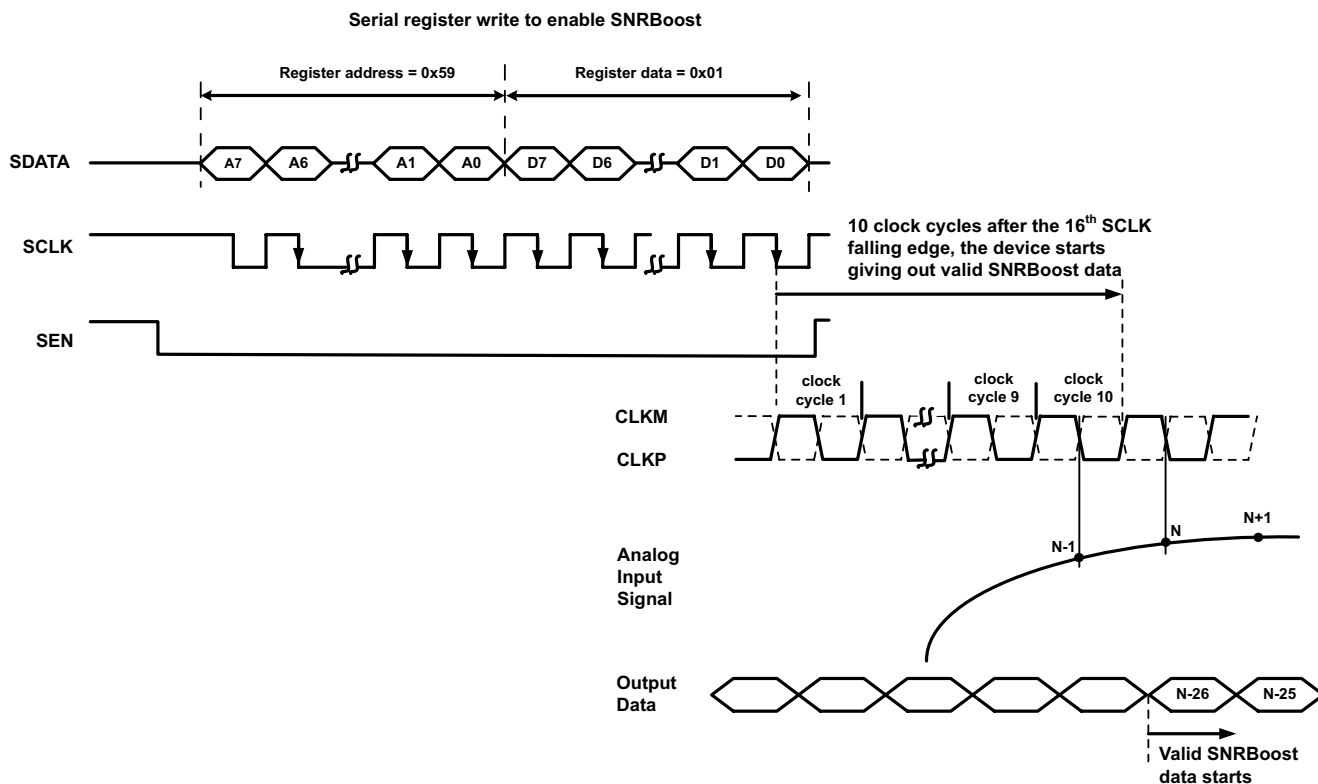 Serial register write to enable SNRBoost
Register address = 0x59
Register data = 0x01
SDATA
A7
A6
A1
A0
D7
D6
D1
D0
SCLK
10 clock cycles after the 16th SCLK
falling edge, the device starts
giving out valid SNRBoost data
SEN
clock
cycle 1
clock
cycle 9
clock
cycle 10
CLKM
CLKP
N-1
N
N+1
Analog
Input
Signal
Output
Data
N-26
N-25
Valid SNRBoost
data starts